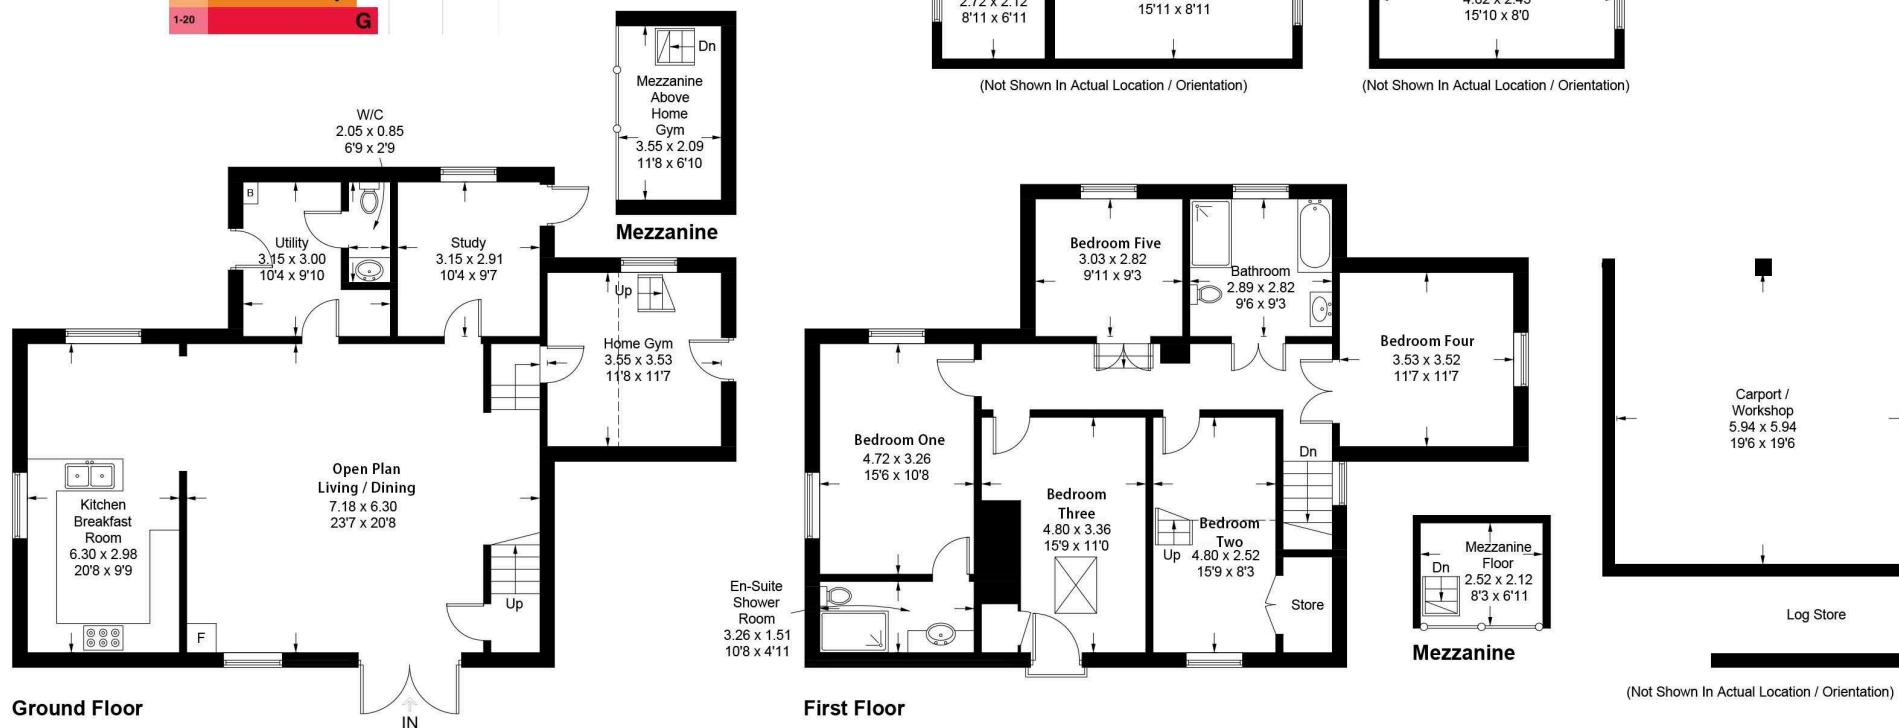 1-20
G
2.72 x 2.12
8'11 x 6'11
15'11 x 8'11
(Not Shown In Actual Location / Orientation)
15'10 x 8'0
(Not Shown In Actual Location / Orientation)
Dn
Mezzanine
Above
Home
Gym
3.55 x 2.09
11'8 x 6'10
Mezzanine
W/C
2.05 x 0.85
6'9 x 2'9
B
Utility
3.15 x 3.00
10'4 x 9'10
Study
3.15 x 2.91
10'4 x 9'7
Up
Home Gym
3.55 x 3.53
11'8 x 11'7
Open Plan
Living / Dining
7.18 x 6.30
23'7 x 20'8
Kitchen
Breakfast
Room
6.30 x 2.98
20'8 x 9'9
F
Up
IN
Ground Floor
Bedroom Five
3.03 x 2.82
9'11 x 9'3
Bathroom
2.89 x 2.82
9'6 x 9'3
Bedroom Four
3.53 x 3.52
11'7 x 11'7
Bedroom One
4.72 x 3.26
15'6 x 10'8
Bedroom
Three
4.80 x 3.36
15'9 x 11'0
Up
Bedroom
Two
4.80 x 2.52
15'9 x 8'3
Dn
Store
En-Suite
Shower
Room
3.26 x 1.51
10'8 x 4'11
First Floor
Mezzanine
Floor
2.52 x 2.12
8'3 x 6'11
Dn
Mezzanine
Carport /
Workshop
5.94 x 5.94
19'6 x 19'6
Log Store
(Not Shown In Actual Location / Orientation)